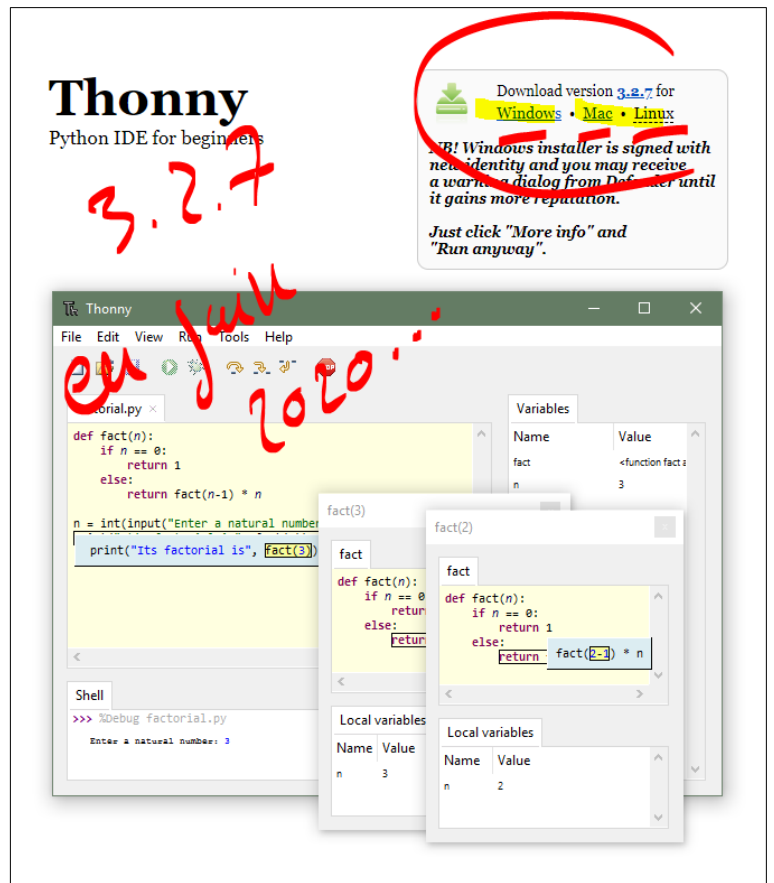 Thonny
Python IDE for beginners
Download version 3.2.7 for
Windows • Mac • Linux
NB! Windows installer is signed with
new identity and you may receive
a warning dialog from Defender until
it gains more reputation.
Just click "More info" and
"Run anyway".
3.2.7
en Juin
2020...
Thonny
File Edit View Run Tools Help
factorial.py ×
def fact(n):
    if n == 0:
        return 1
    else:
        return fact(n-1) * n
n = int(input("Enter a natural number
print("Its factorial is", fact(3))
Shell
>>> %Debug factorial.py
Enter a natural number: 3
Variables
Name Value
fact <function fact a
n 3
fact(3)
fact
def fact(n):
    if n == 0
        retur
    else:
        retur
Local variables
Name Value
n 3
fact(2)
x
fact
def fact(n):
    if n == 0:
        return 1
    else:
        return fact(2-1) * n
Local variables
Name Value
n 2